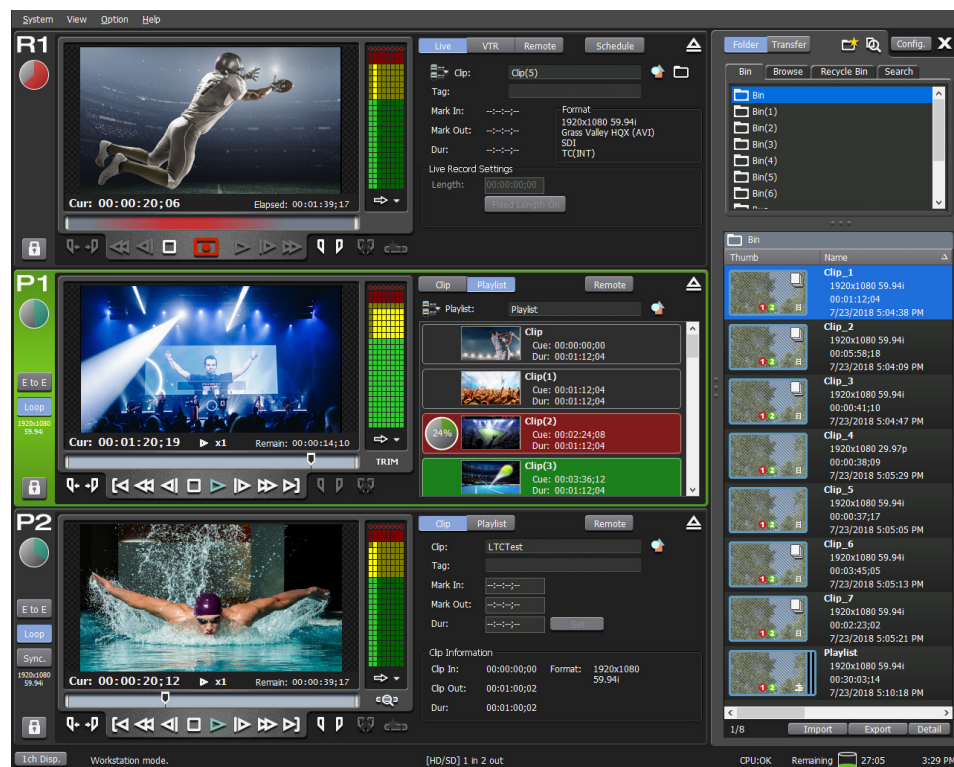 System View Option Help
R1
Live VTR Remote Schedule
Clip: Clip(5)
Tag:
Mark In: --:--:--;--
Mark Out: --:--:--;--
Dur: --:--:--;--
Format
1920x1080 59.94i
Grass Valley HQX (AVI)
SDI
TC(INT)
Live Record Settings
Length: 00:00:00;00
Fixed Length On
Cur: 00:00:20;06 Elapsed: 00:01:39;17
P1
E to E
Loop
1920x1080
59.94i
Cur: 00:01:20;19 x1 Remain: 00:00:14;10
TRIM
Clip Playlist Remote
Playlist: Playlist
Clip
Cue: 00:00:00;00
Dur: 00:01:12;04
Clip(1)
Cue: 00:01:12;04
Dur: 00:01:12;04
24%
Clip(2)
Cue: 00:02:24;08
Dur: 00:01:12;04
Clip(3)
Cue: 00:03:36;12
Dur: 00:01:12;04
P2
E to E
Loop
Sync.
1920x1080
59.94i
Cur: 00:00:20;12 x1 Remain: 00:00:39;17
Clip Playlist Remote
Clip: LTCTest
Tag:
Mark In: --:--:--;--
Mark Out: --:--:--;--
Dur: --:--:--;-- Set
Clip Information
Clip In: 00:00:00;00 Format: 1920x1080
59.94i
Clip Out: 00:01:00;02
Dur: 00:01:00;02
Folder Transfer Config. X
Bin Browse Recycle Bin Search
Bin
Bin(1)
Bin(2)
Bin(3)
Bin(4)
Bin(5)
Bin(6)
Bin
Thumb Name
Clip_1
1920x1080 59.94i
00:01:12;04
7/23/2018 5:04:38 PM
Clip_2
1920x1080 59.94i
00:05:58;18
7/23/2018 5:04:09 PM
Clip_3
1920x1080 59.94i
00:00:41;10
7/23/2018 5:04:47 PM
Clip_4
1920x1080 29.97p
00:00:38;09
7/23/2018 5:05:29 PM
Clip_5
1920x1080 59.94i
00:00:37;17
7/23/2018 5:05:05 PM
Clip_6
1920x1080 59.94i
00:03:45;05
7/23/2018 5:05:13 PM
Clip_7
1920x1080 59.94i
00:02:23;02
7/23/2018 5:05:21 PM
Playlist
1920x1080 59.94i
00:30:03;14
7/23/2018 5:10:18 PM
1/8 Import Export Detail
1ch Disp. Workstation mode. [HD/SD] 1 in 2 out CPU:OK Remaining 27:05 3:29 PM